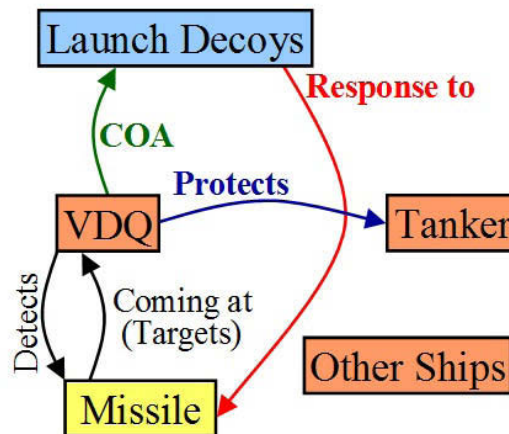 Launch Decoys
Response to
COA
Protects
VDQ
Tanker
Detects
Coming at
(Targets)
Other Ships
Missile